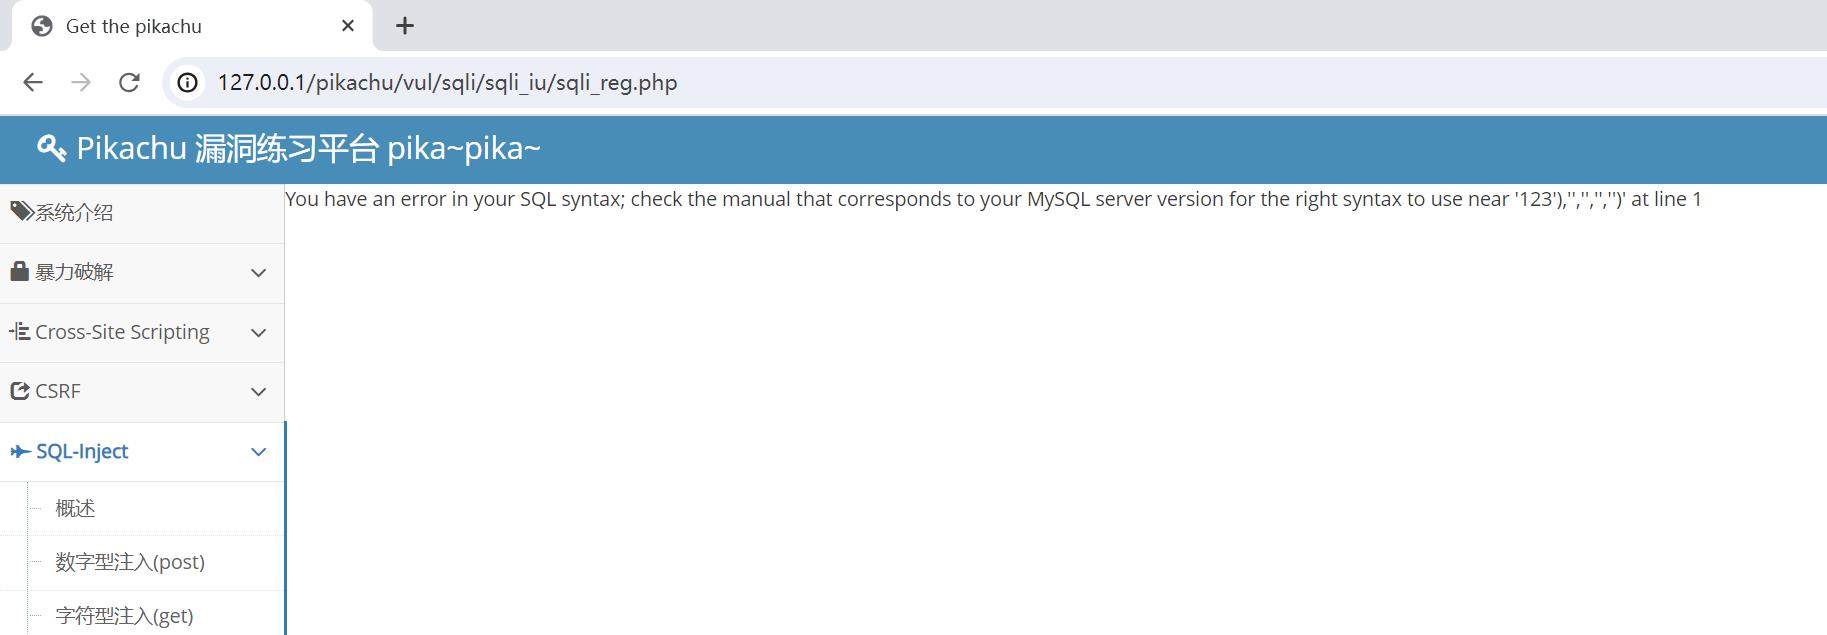 Get the pikachu
127.0.0.1/pikachu/vul/sqli/sqli_iu/sqli_reg.php
Pikachu 漏洞练习平台 pika~pika~
系统介绍
You have an error in your SQL syntax; check the manual that corresponds to your MySQL server version for the right syntax to use near '123'),'','','','')' at line 1
暴力破解
Cross-Site Scripting
CSRF
SQL-Inject
概述
数字型注入(post)
字符型注入(get)